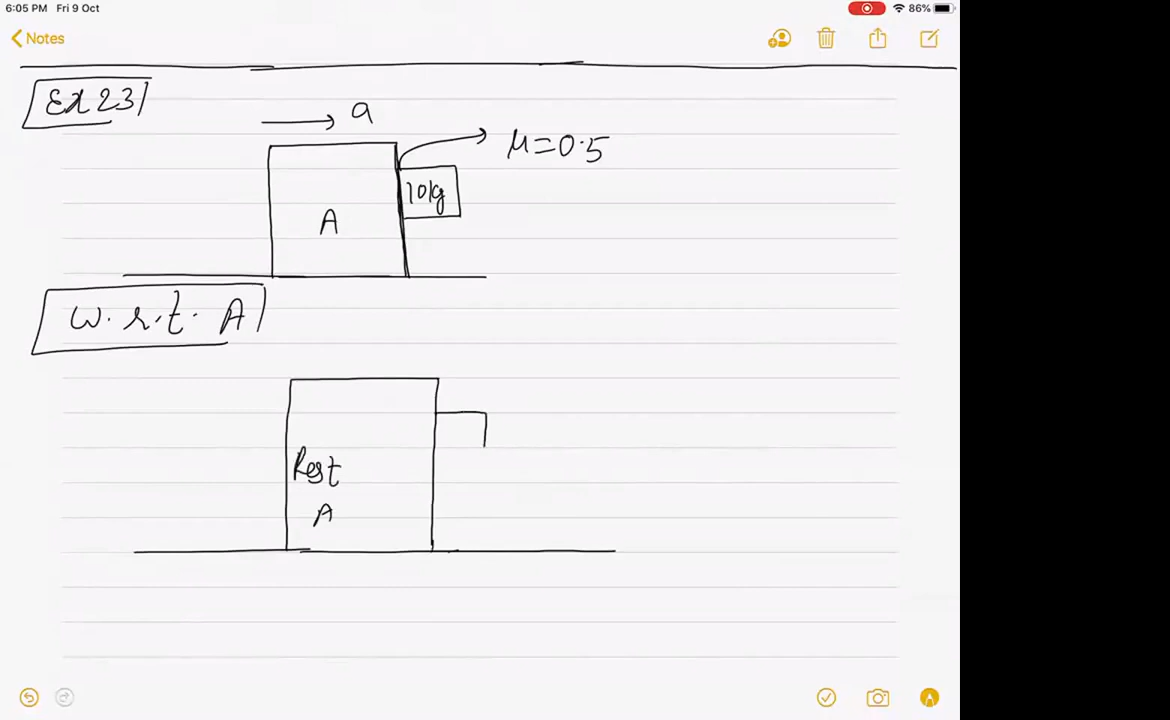 6:05 PM Fri 9 Oct
86%
Notes
Ex 23
a
μ=0.5
10kg
A
w.r.t. A
Rest
A